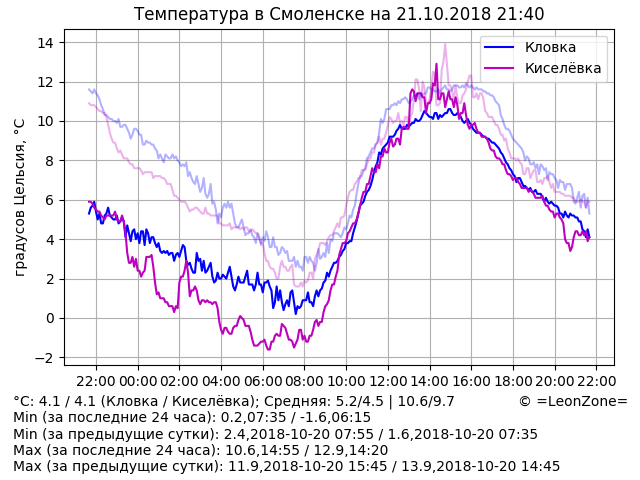 Температура в Смоленске на 21.10.2018 21:40
Кловка
Киселёвка
градусов Цельсия, °C
14
12
10
8
6
4
2
0
−2
22:00 00:00 02:00 04:00 06:00 08:00 10:00 12:00 14:00 16:00 18:00 20:00 22:00
°C: 4.1 / 4.1 (Кловка / Киселёвка); Средняя: 5.2/4.5 | 10.6/9.7 © =LeonZone=
Min (за последние 24 часа): 0.2,07:35 / -1.6,06:15
Min (за предыдущие сутки): 2.4,2018-10-20 07:55 / 1.6,2018-10-20 07:35
Max (за последние 24 часа): 10.6,14:55 / 12.9,14:20
Max (за предыдущие сутки): 11.9,2018-10-20 15:45 / 13.9,2018-10-20 14:45